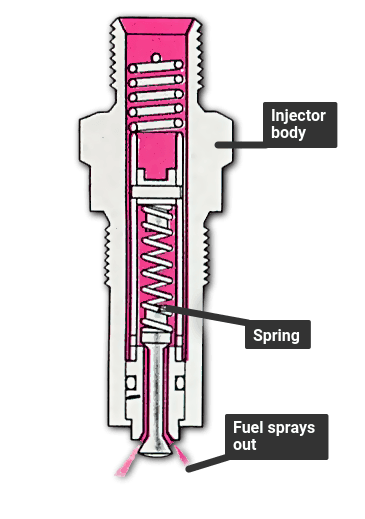 Injector
body
Spring
Fuel sprays
out